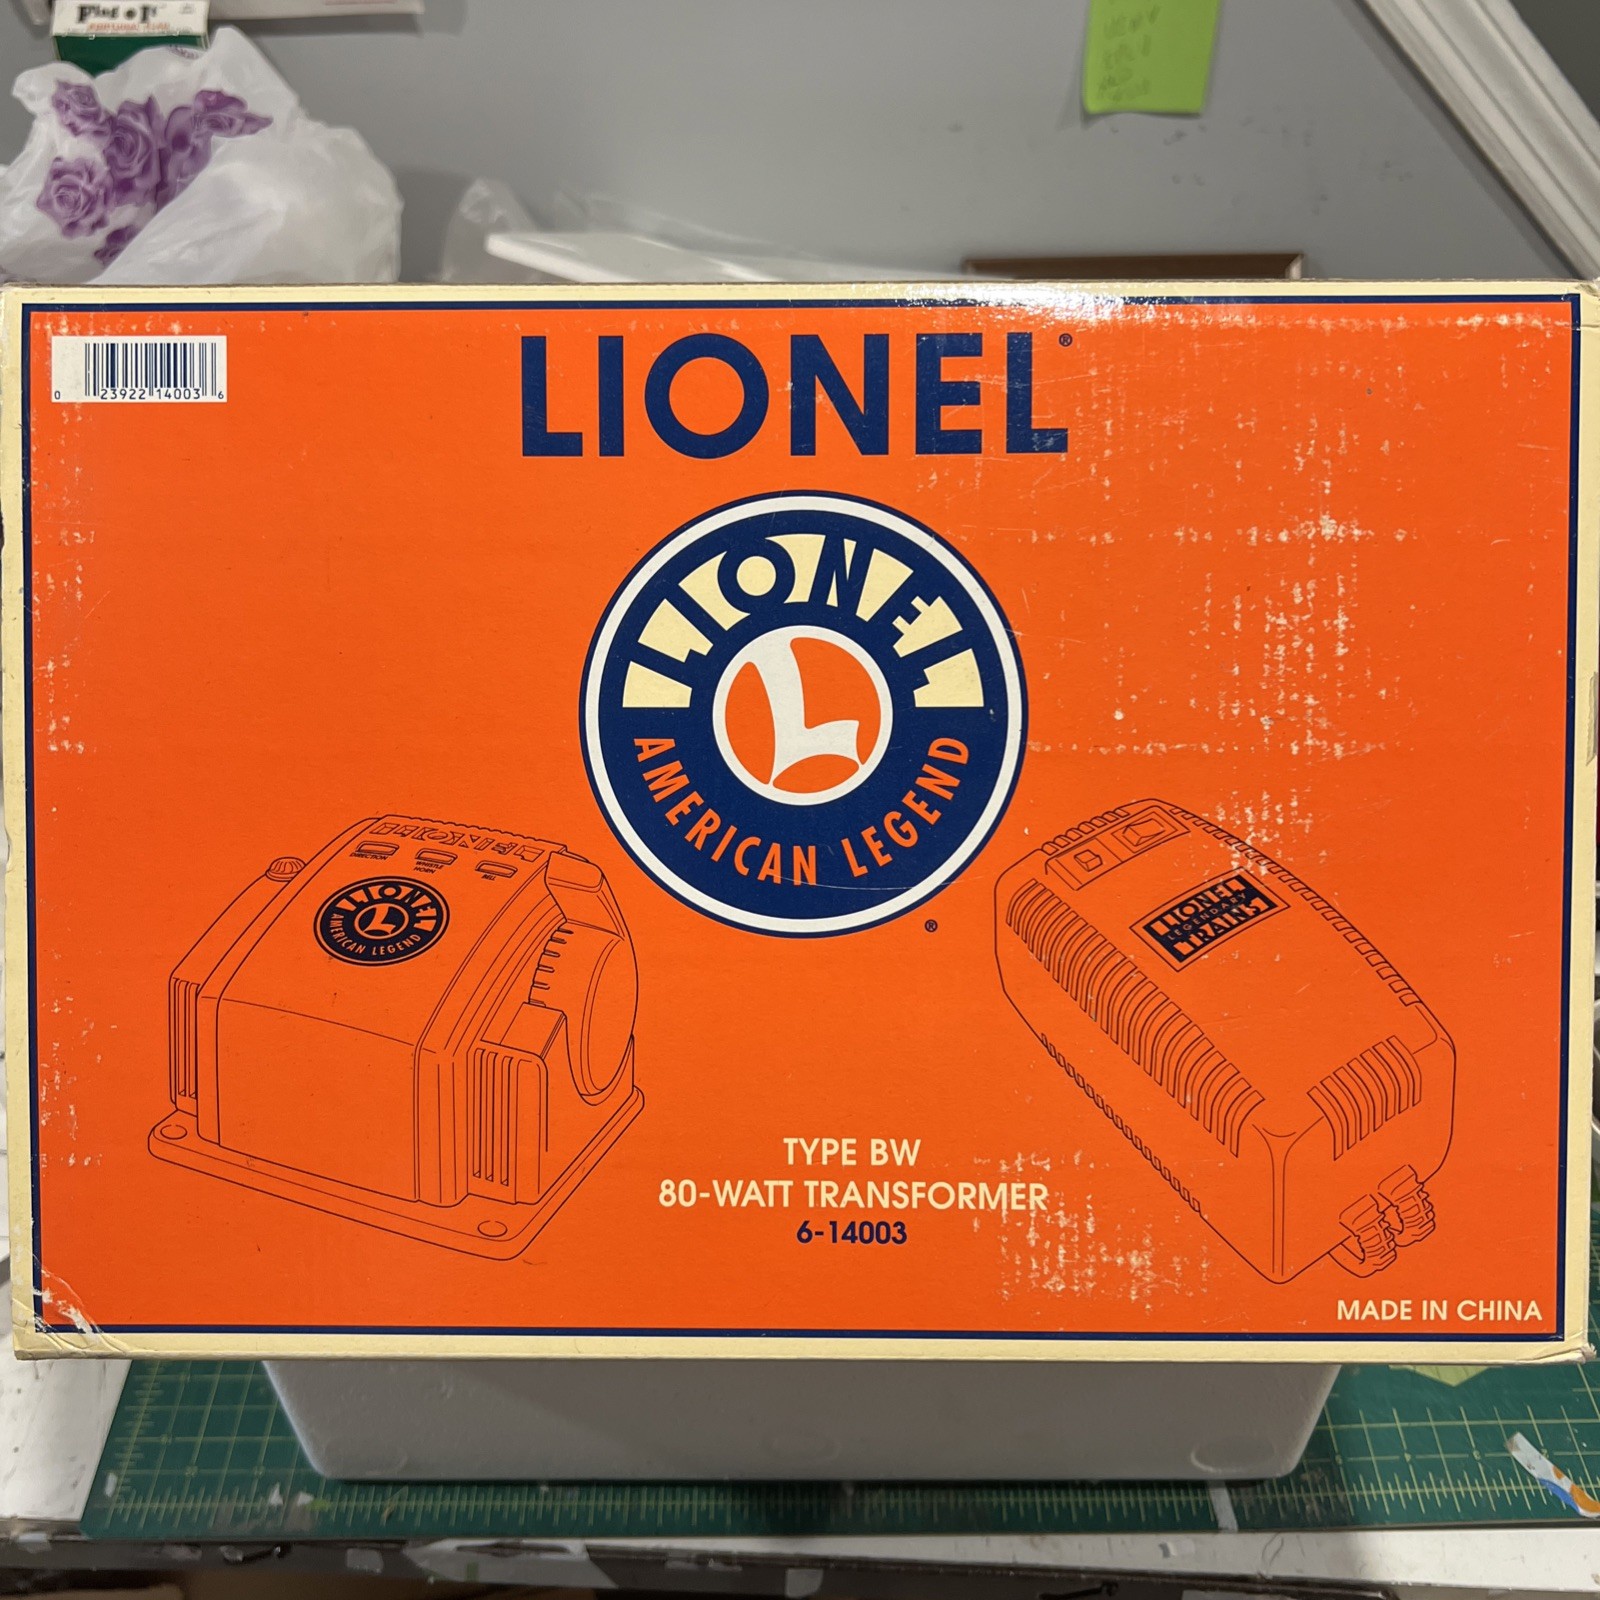 LIONEL®
0 23922 14003 6
LIONEL
L
AMERICAN LEGEND
®
LIONEL
DIRECTION
WHISTLE
HORN
BELL
LIONEL
L
AMERICAN LEGEND
LIONEL
LEGENDARY
TRAINS
TYPE BW
80-WATT TRANSFORMER
6-14003
MADE IN CHINA